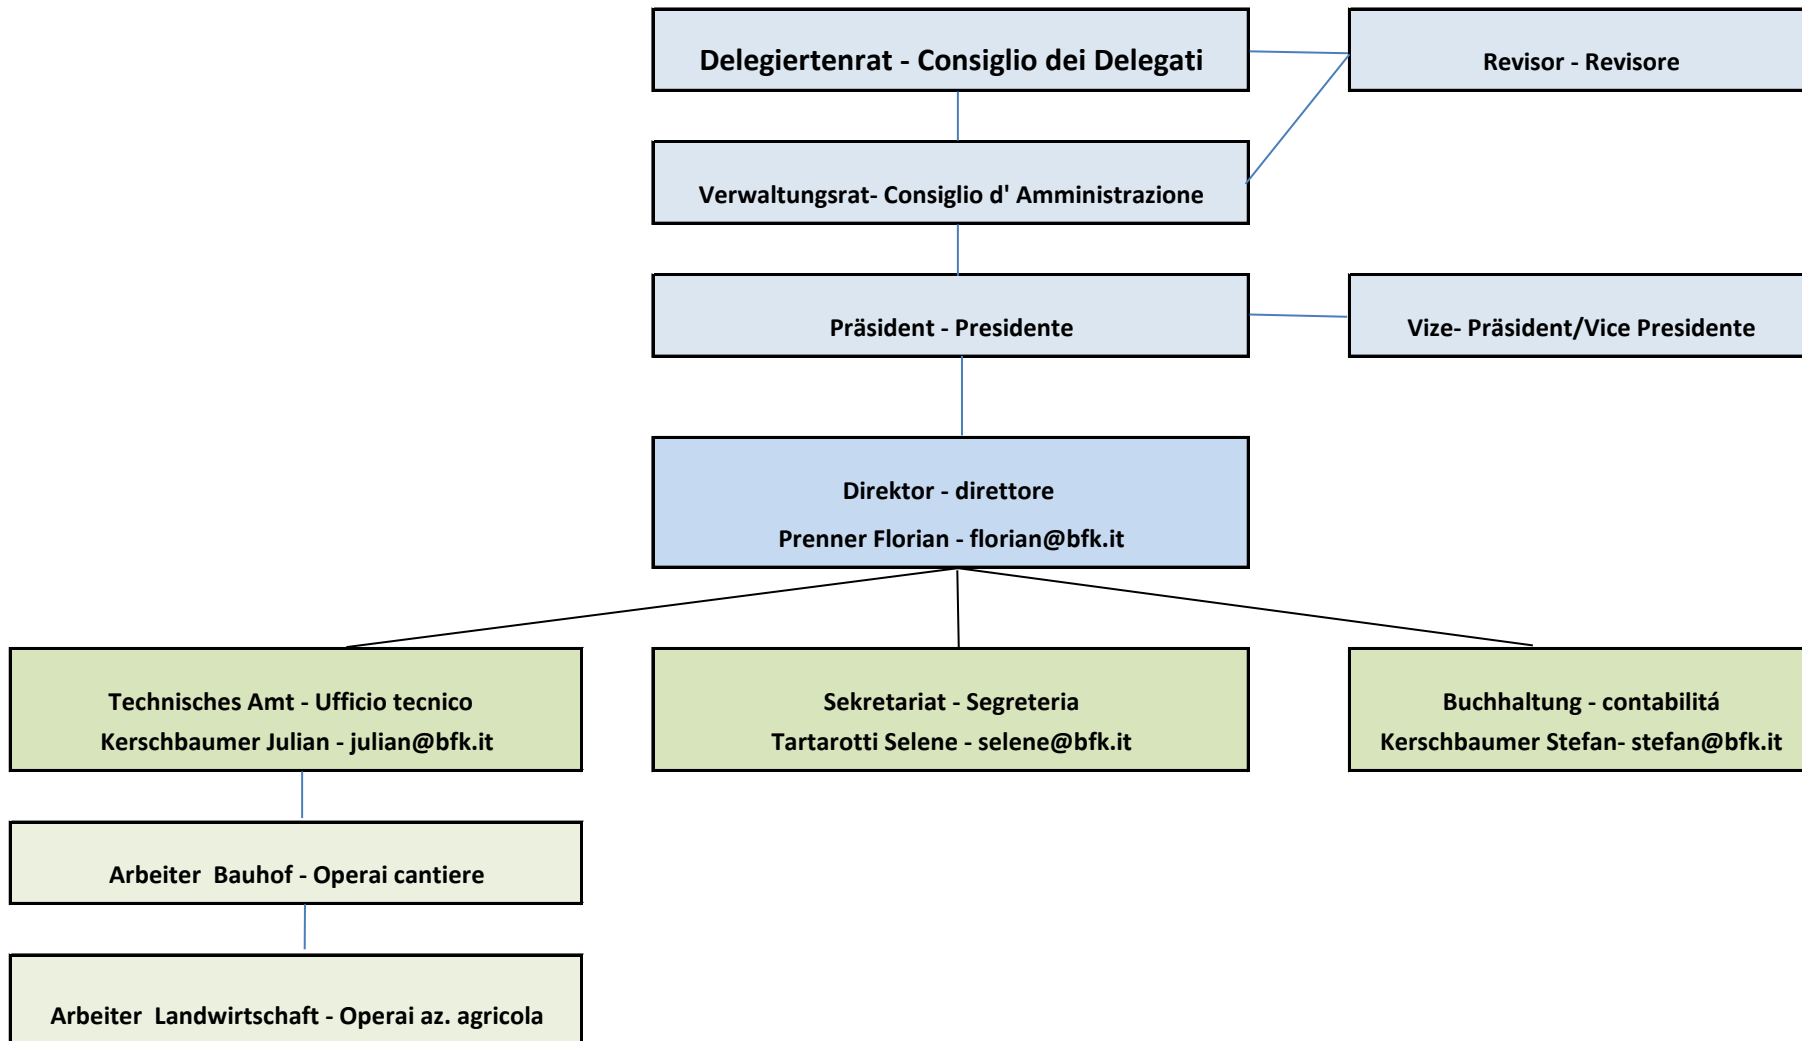 Delegiertenrat - Consiglio dei Delegati
Revisor - Revisore
Verwaltungsrat- Consiglio d' Amministrazione
Präsident - Presidente
Vize- Präsident/Vice Presidente
Direktor - direttore
Prenner Florian - florian@bfk.it
Technisches Amt - Ufficio tecnico
Kerschbaumer Julian - julian@bfk.it
Sekretariat - Segreteria
Tartarotti Selene - selene@bfk.it
Buchhaltung - contabilitá
Kerschbaumer Stefan- stefan@bfk.it
Arbeiter  Bauhof - Operai cantiere
Arbeiter  Landwirtschaft - Operai az. agricola